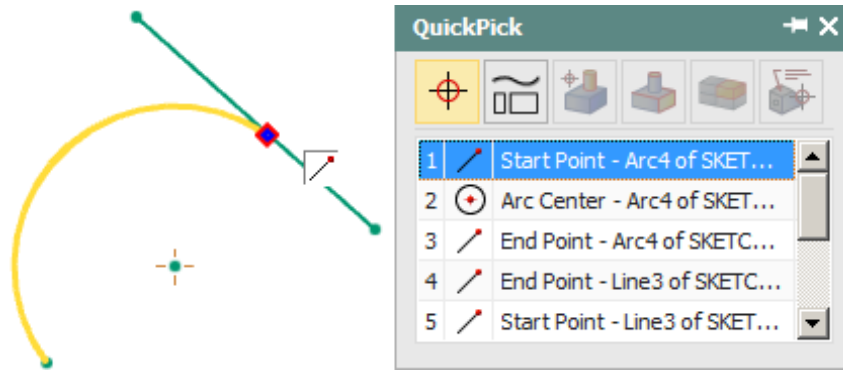 QuickPick
1 Start Point - Arc4 of SKET...
2 Arc Center - Arc4 of SKET...
3 End Point - Arc4 of SKETC...
4 End Point - Line3 of SKETC...
5 Start Point - Line3 of SKET...